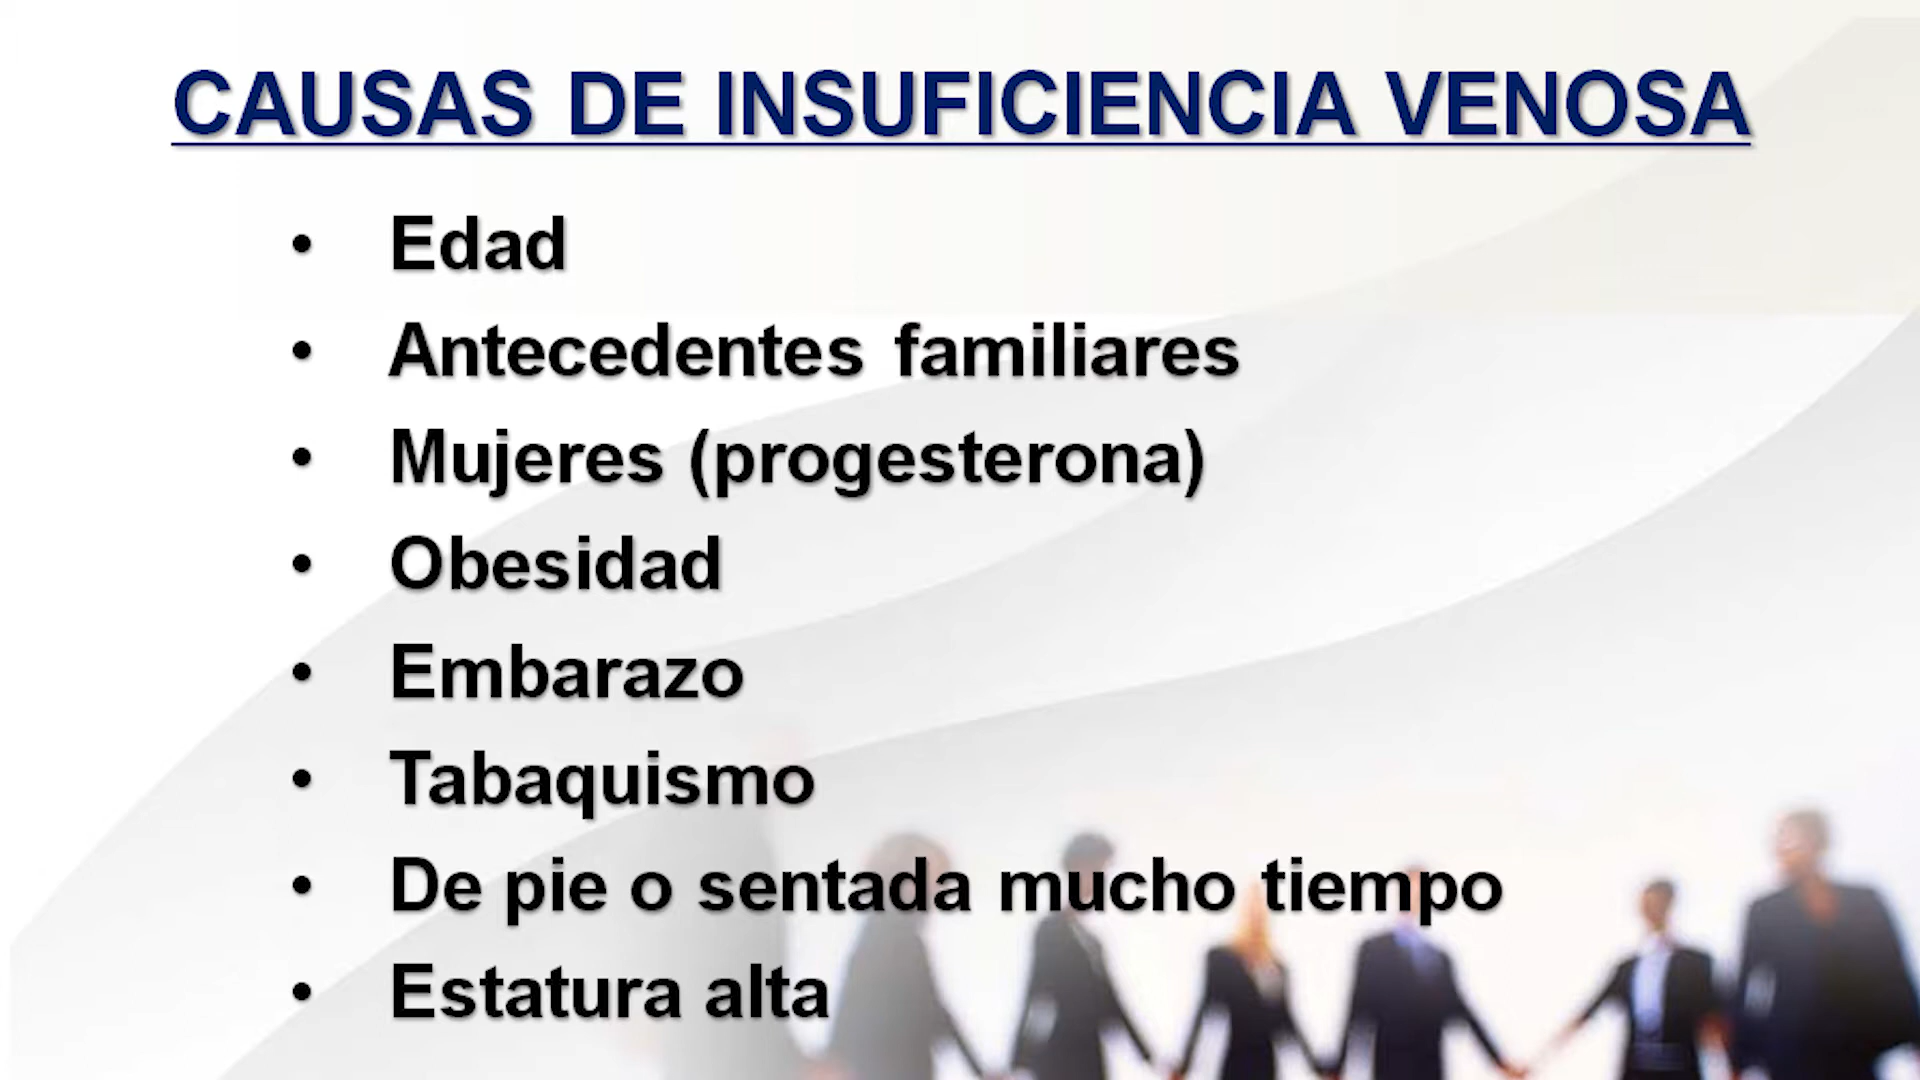 CAUSAS DE INSUFICIENCIA VENOSA
• Edad
• Antecedentes familiares
• Mujeres (progesterona)
• Obesidad
• Embarazo
• Tabaquismo
• De pie o sentada mucho tiempo
• Estatura alta